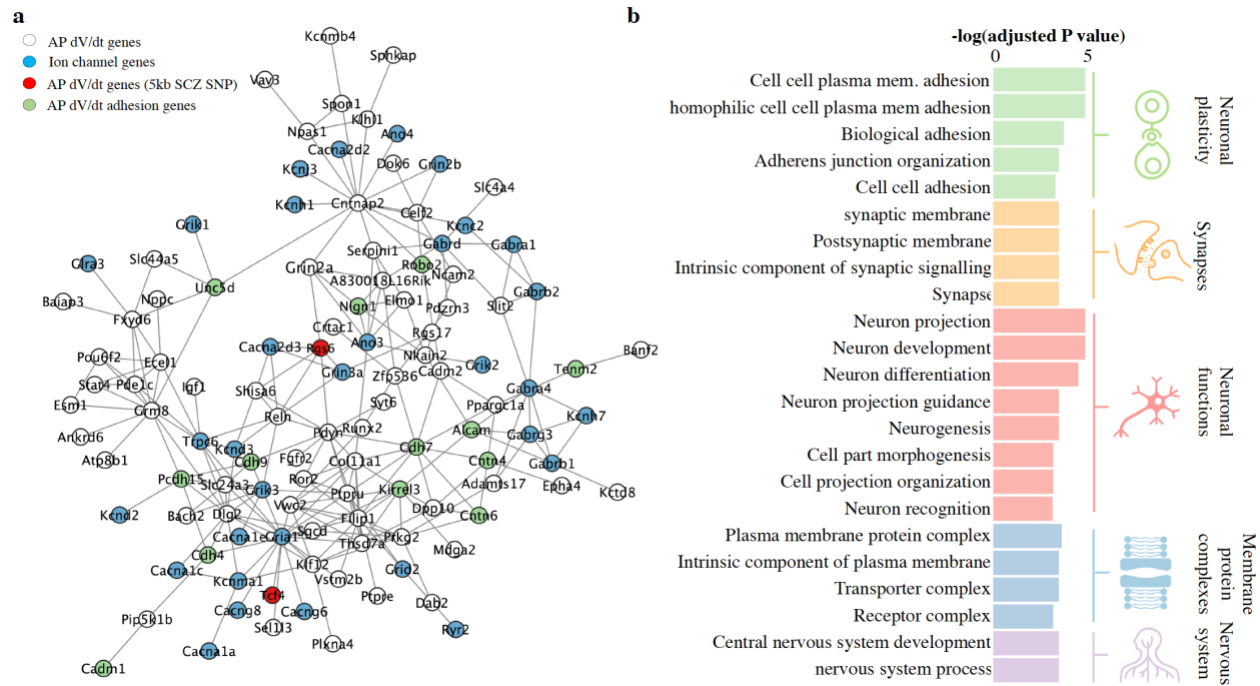 a
AP dV/dt genes
Ion channel genes
AP dV/dt genes (5kb SCZ SNP)
AP dV/dt adhesion genes
Kcnmb4
Sphkap
Vav3
Spon1
Klhl1
Npas1
Ano4
Cacna2d2
Kcnj3
Dok6
Grin2b
Slc4a4
Kcnh1
Cntnap2
Celf2
Kcnc2
Grik1
Gabrd
Gabra1
Serpini1
Glra3
Slc44a5
Grin2a
Robo2
Ncam2
A830018L16Rik
Unc5d
Gabrb2
Baiap3
Nppc
Nlgn1
Elmo1
Pdzrn3
Slit2
Fxyd6
Crtac1
Rgs17
Cacna2d3
Rgs6
Ano3
Nkain2
Banf2
Pou6f2
Ecel1
Grin3a
Zfp536
Cadm2
Grik2
Tenm2
Stat4
Pde1c
Igf1
Shisa6
Gabra4
Esm1
Grm8
Reln
Syt6
Ppargc1a
Kcnh7
Ankrd6
Trpc6
Kcnd3
Pdyn
Runx2
Alcam
Gabrg3
Atp8b1
Cdh9
Fgfr2
Col11a1
Cdh7
Cntn4
Gabrb1
Pcdh15
Slc24a3
Grik3
Ror2
Ptpru
Kirrel3
Adamts17
Epha4
Kctd8
Kcnd2
Bach2
Dlg2
Vwc2
Filip1
Dpp10
Cntn6
Cacna1e
Gria1
Sgcd
Thsd7a
Prkg2
Mdga2
Cdh4
Cacna1c
Kcnma1
Klf12
Vstm2b
Grid2
Tcf4
Ptpre
Pip5k1b
Cacng8
Cacng6
Dab2
Sel1l3
Ryr2
Cacna1a
Plxna4
Cadm1
b
-log(adjusted P value)
0 5
Cell cell plasma mem. adhesion
homophilic cell cell plasma mem adhesion
Biological adhesion
Adherens junction organization
Cell cell adhesion
Neuronal
plasticity
synaptic membrane
Postsynaptic membrane
Intrinsic component of synaptic signalling
Synapse
Synapses
Neuron projection
Neuron development
Neuron differentiation
Neuron projection guidance
Neurogenesis
Cell part morphogenesis
Cell projection organization
Neuron recognition
Neuronal
functions
Plasma membrane protein complex
Intrinsic component of plasma membrane
Transporter complex
Receptor complex
Membrane
protein
complexes
Central nervous system development
nervous system process
Nervous
system